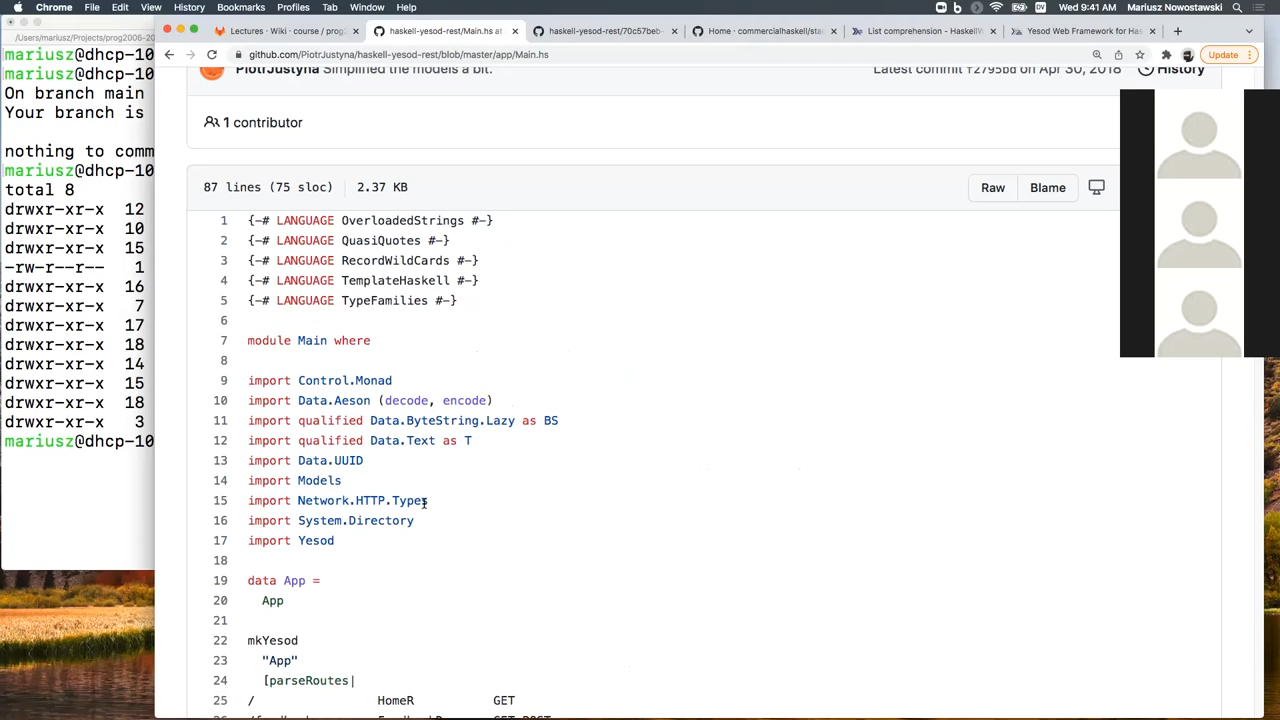 Chrome File Edit View History Bookmarks Profiles Tab Window Help
DV Wed 9:41 AM Mariusz Nowostawski
/Users/mariusz/Projects/prog2006-20
Lectures · Wiki · course / prog2
haskell-yesod-rest/Main.hs at
haskell-yesod-rest/70c57beb-
Home · commercialhaskell/sta
List comprehension - HaskellW
Yesod Web Framework for Has
github.com/PiotrJustyna/haskell-yesod-rest/blob/master/app/Main.hs
Update
mariusz@dhcp-10
mariusz@dhcp-10
On branch main
Your branch is
nothing to comm
mariusz@dhcp-10
total 8
drwxr-xr-x 12
drwxr-xr-x 10
drwxr-xr-x 15
-rw-r--r-- 1
drwxr-xr-x 16
drwxr-xr-x 7
drwxr-xr-x 17
drwxr-xr-x 18
drwxr-xr-x 14
drwxr-xr-x 15
drwxr-xr-x 18
drwxr-xr-x 3
mariusz@dhcp-10
PiotrJustyna Simplified the models a bit.
Latest commit f2795bd on Apr 30, 2018 History
1 contributor
87 lines (75 sloc) 2.37 KB
Raw Blame
1 {-# LANGUAGE OverloadedStrings #-}
2 {-# LANGUAGE QuasiQuotes #-}
3 {-# LANGUAGE RecordWildCards #-}
4 {-# LANGUAGE TemplateHaskell #-}
5 {-# LANGUAGE TypeFamilies #-}
6
7 module Main where
8
9 import Control.Monad
10 import Data.Aeson (decode, encode)
11 import qualified Data.ByteString.Lazy as BS
12 import qualified Data.Text as T
13 import Data.UUID
14 import Models
15 import Network.HTTP.Types
16 import System.Directory
17 import Yesod
18
19 data App =
20 App
21
22 mkYesod
23 "App"
24 [parseRoutes|
25 / HomeR GET